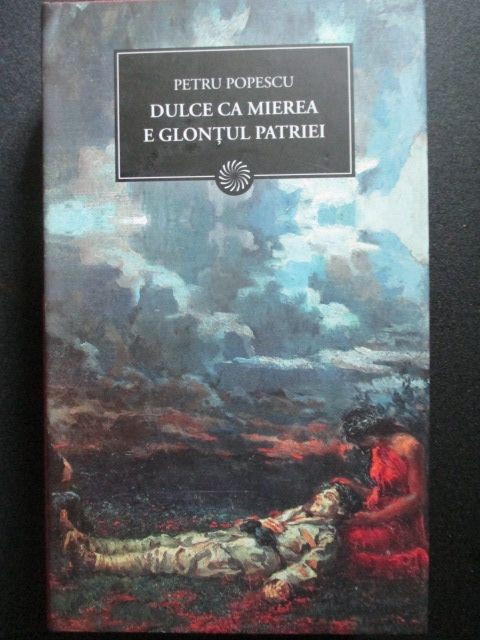 PETRU POPESCU
DULCE CA MIEREA
E GLONȚUL PATRIEI